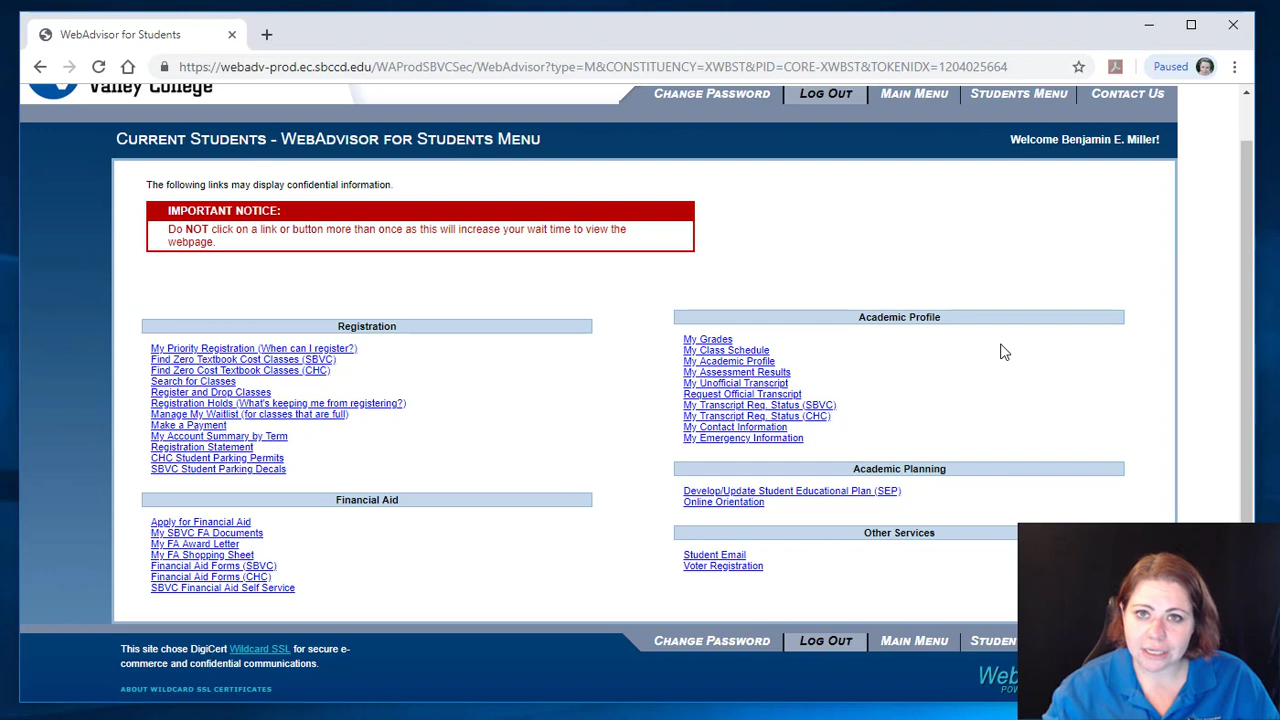 WebAdvisor for Students
https://webadv-prod.ec.sbccd.edu/WAProdSBVCSec/WebAdvisor?type=M&CONSTITUENCY=XWBST&PID=CORE-XWBST&TOKENIDX=1204025664
Paused
Valley College
CHANGE PASSWORD LOG OUT MAIN MENU STUDENTS MENU CONTACT US
CURRENT STUDENTS - WEBADVISOR FOR STUDENTS MENU
Welcome Benjamin E. Miller!
The following links may display confidential information.
IMPORTANT NOTICE:
Do NOT click on a link or button more than once as this will increase your wait time to view the
webpage.
Registration
My Priority Registration (When can I register?)
Find Zero Textbook Cost Classes (SBVC)
Find Zero Cost Textbook Classes (CHC)
Search for Classes
Register and Drop Classes
Registration Holds (What's keeping me from registering?)
Manage My Waitlist (for classes that are full)
Make a Payment
My Account Summary by Term
Registration Statement
CHC Student Parking Permits
SBVC Student Parking Decals
Financial Aid
Apply for Financial Aid
My SBVC FA Documents
My FA Award Letter
My FA Shopping Sheet
Financial Aid Forms (SBVC)
Financial Aid Forms (CHC)
SBVC Financial Aid Self Service
Academic Profile
My Grades
My Class Schedule
My Academic Profile
My Assessment Results
My Unofficial Transcript
Request Official Transcript
My Transcript Req. Status (SBVC)
My Transcript Req. Status (CHC)
My Contact Information
My Emergency Information
Academic Planning
Develop/Update Student Educational Plan (SEP)
Online Orientation
Other Services
Student Email
Voter Registration
CHANGE PASSWORD LOG OUT MAIN MENU STUDEN
This site chose DigiCert Wildcard SSL for secure e-
commerce and confidential communications.
ABOUT WILDCARD SSL CERTIFICATES